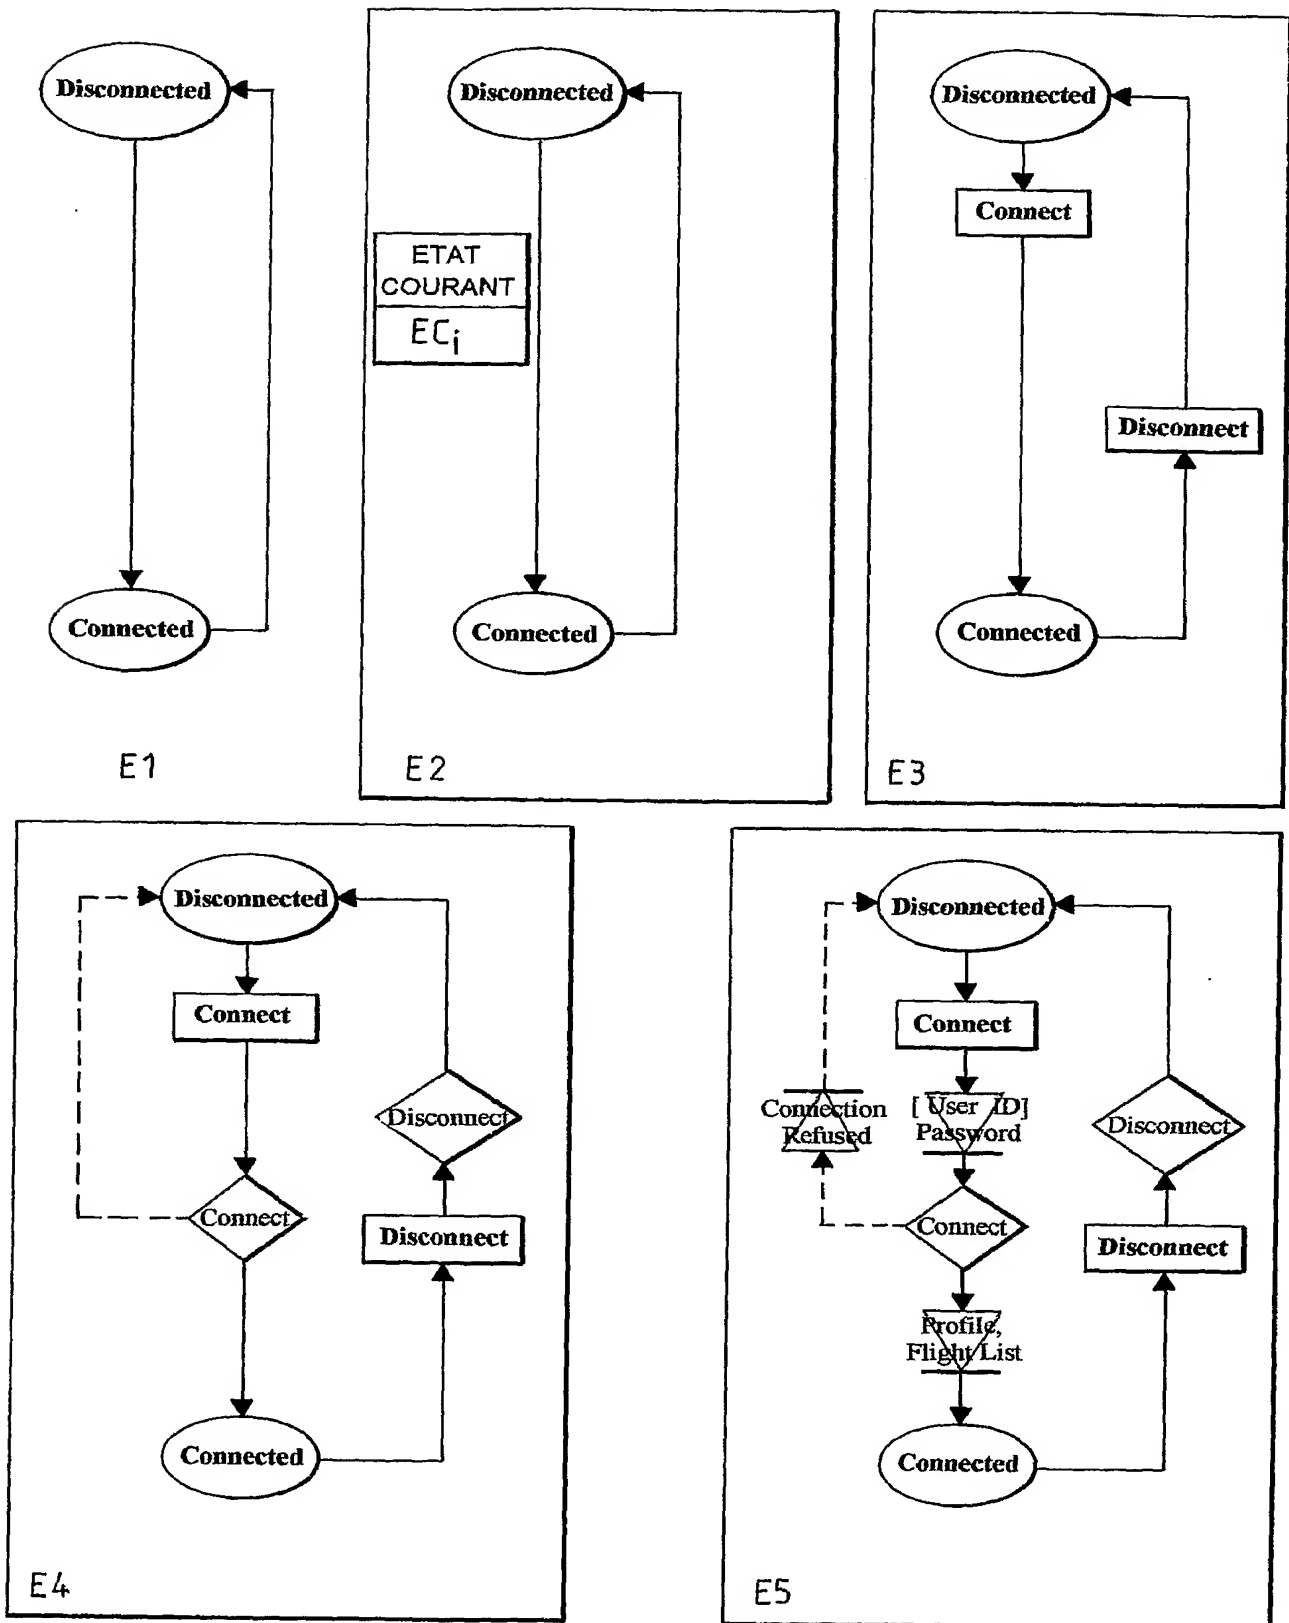 Disconnected
Connected
E1
Disconnected
ETAT
COURANT
ECi
Connected
E2
Disconnected
Connect
Disconnect
Connected
E3
Disconnected
Connect
Disconnect
Connect
Disconnect
Connected
E4
Disconnected
Connect
Connection
Refused
[ User ID]
Password
Disconnect
Connect
Disconnect
Profile,
Flight List
Connected
E5